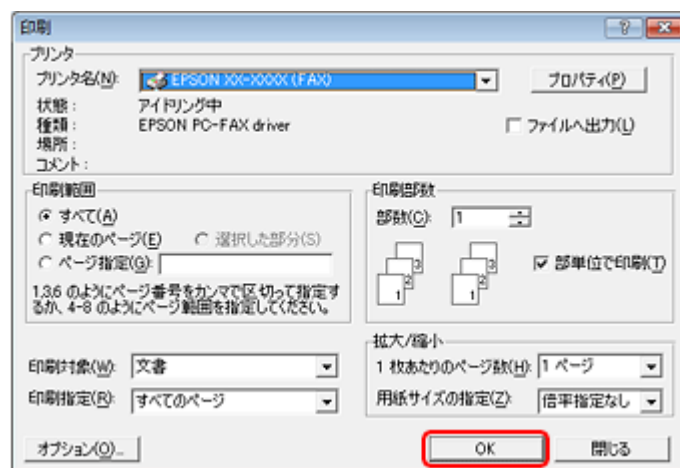 印刷
プリンタ
プリンタ名(N): EPSON XX-XXXX (FAX) プロパティ(P)
状態: アイドリング中
種類: EPSON PC-FAX driver
場所:
コメント:
ファイルへ出力(L)
印刷範囲
すべて(A)
現在のページ(E) 選択した部分(S)
ページ指定(G):
1,3,6 のようにページ番号をカンマで区切って指定す
るか、4-8 のようにページ範囲を指定してください。
印刷部数
部数(C): 1
1 2 3 1 2 3
部単位で印刷(T)
印刷対象(W): 文書
印刷指定(R): すべてのページ
拡大/縮小
1 枚あたりのページ数(H): 1 ページ
用紙サイズの指定(Z): 倍率指定なし
オプション(O)... OK 閉じる